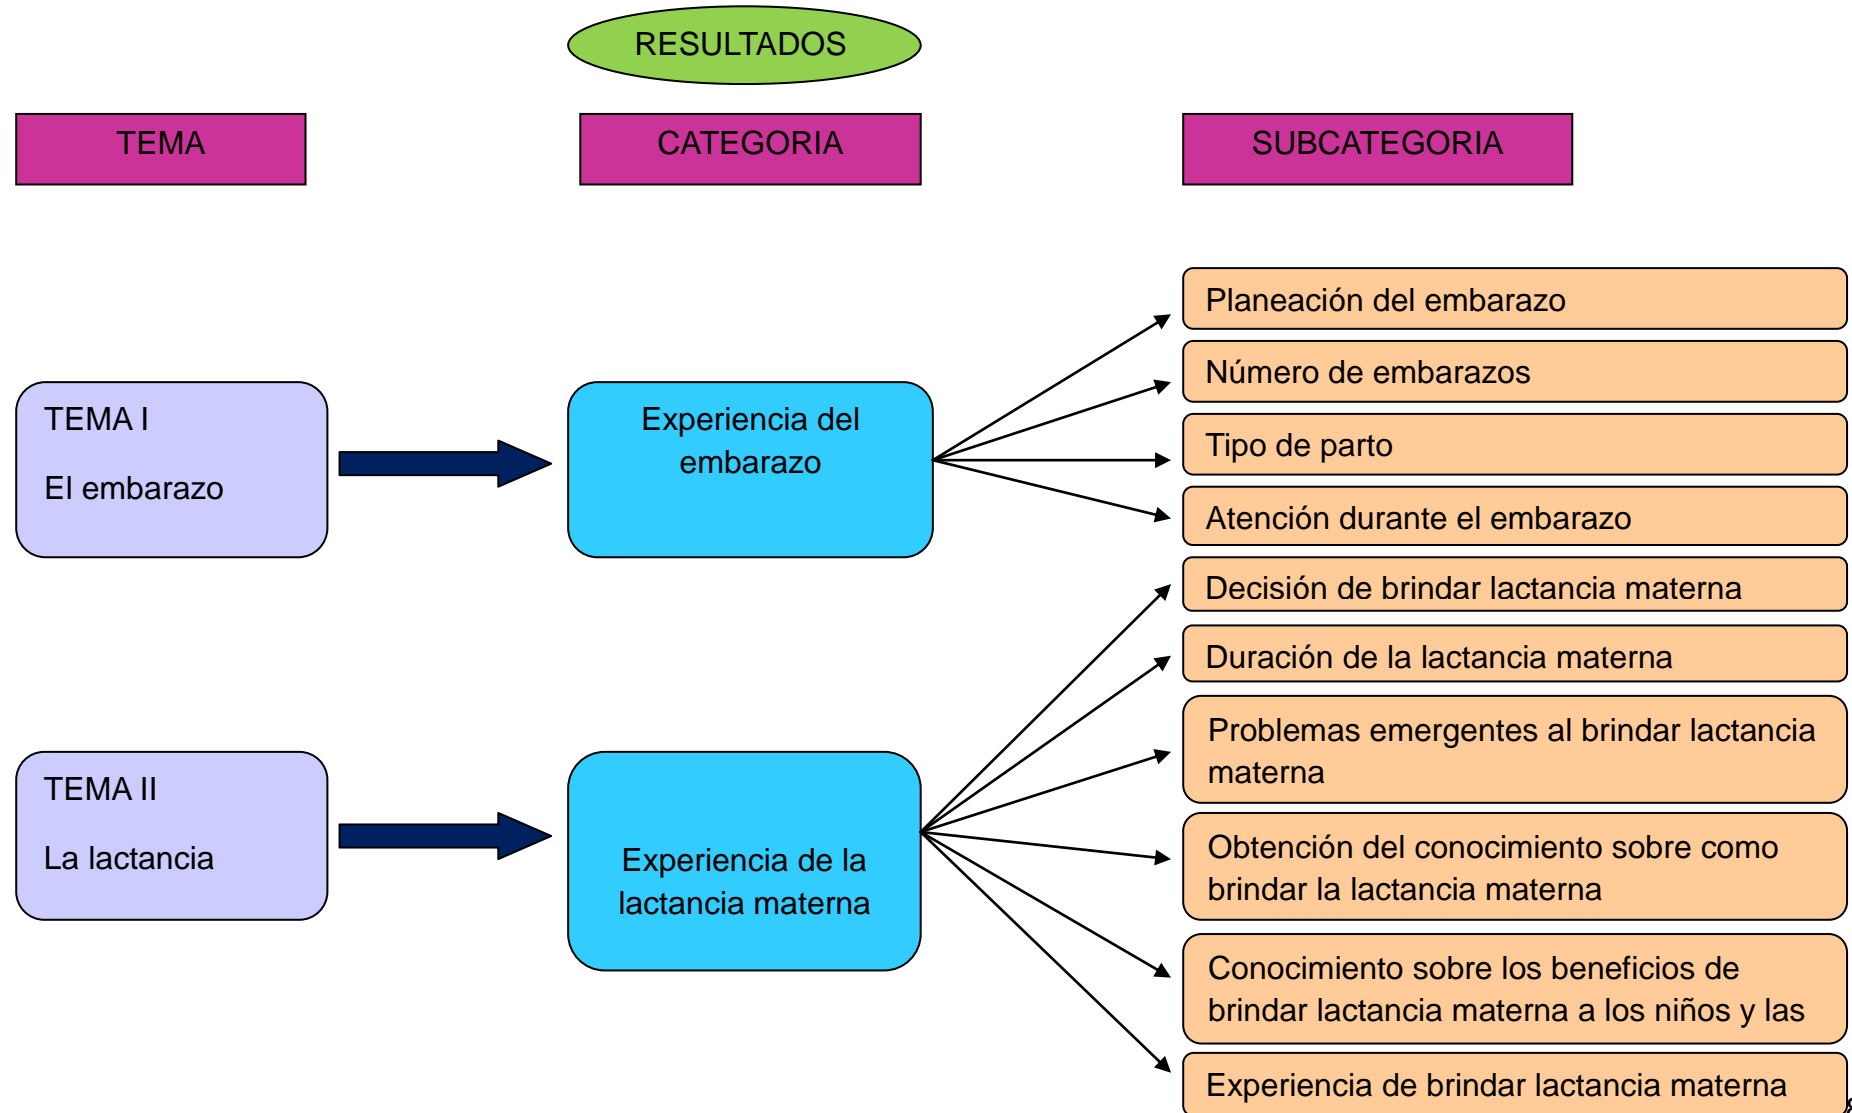 RESULTADOS
TEMA
CATEGORIA
SUBCATEGORIA
TEMA I
El embarazo
Experiencia del
embarazo
Planeación del embarazo
Número de embarazos
Tipo de parto
Atención durante el embarazo
TEMA II
La lactancia
Experiencia de la
lactancia materna
Decisión de brindar lactancia materna
Duración de la lactancia materna
Problemas emergentes al brindar lactancia
materna
Obtención del conocimiento sobre como
brindar la lactancia materna
Conocimiento sobre los beneficios de
brindar lactancia materna a los niños y las
Experiencia de brindar lactancia materna